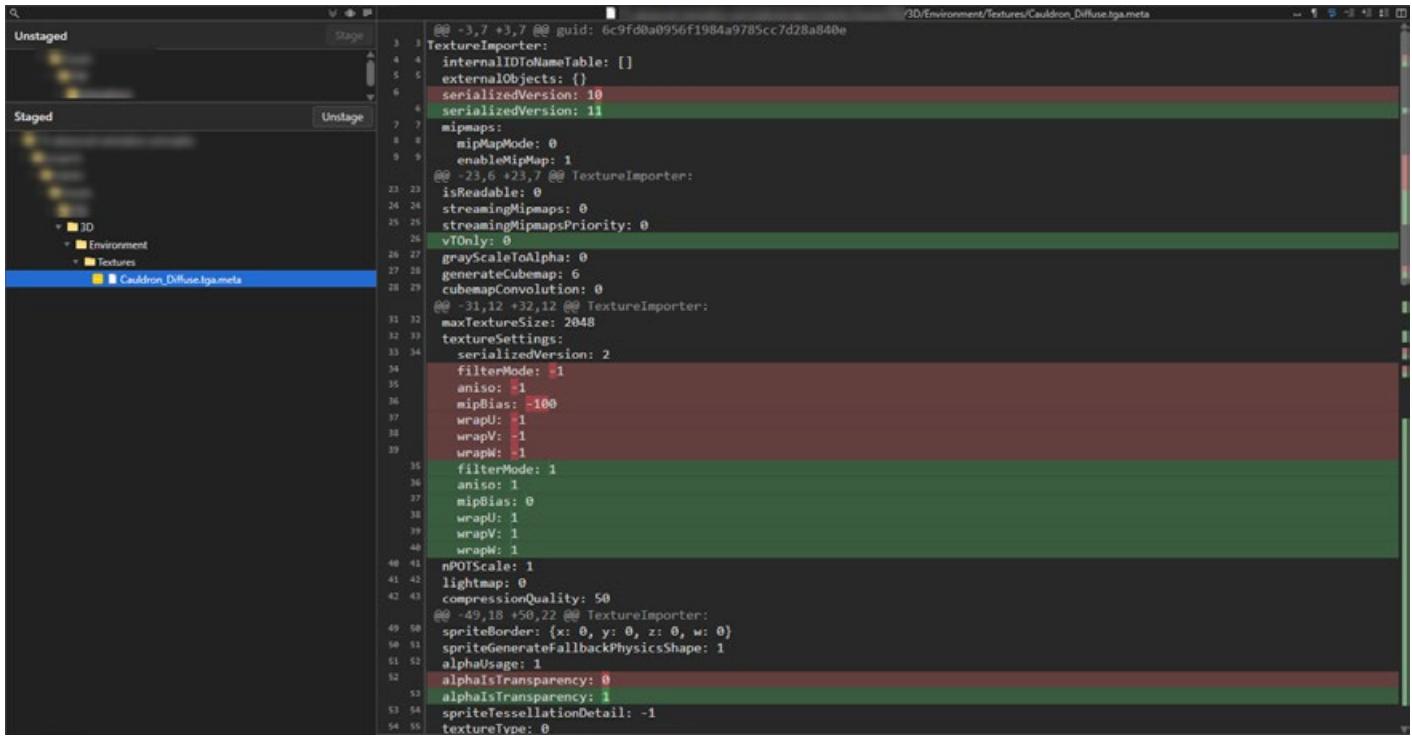 /3D/Environment/Textures/Cauldron_Diffuse.tga.meta
Unstaged
Stage
Staged
Unstage
3D
Environment
Textures
Cauldron_Diffuse.tga.meta
@@ -3,7 +3,7 @@ guid: 6c9fd0a0956f1984a9785cc7d28a840e
3 3 TextureImporter:
4 4 internalIDToNameTable: []
5 5 externalObjects: {}
6 serializedVersion: 10
6 serializedVersion: 11
7 7 mipmaps:
8 8 mipMapMode: 0
9 9 enableMipMap: 1
@@ -23,6 +23,7 @@ TextureImporter:
23 23 isReadable: 0
24 24 streamingMipmaps: 0
25 25 streamingMipmapsPriority: 0
26 vTOnly: 0
26 27 grayScaleToAlpha: 0
27 28 generateCubemap: 6
28 29 cubemapConvolution: 0
@@ -31,12 +32,12 @@ TextureImporter:
31 32 maxTextureSize: 2048
32 33 textureSettings:
33 34 serializedVersion: 2
34 filterMode: -1
35 aniso: -1
36 mipBias: -100
37 wrapU: -1
38 wrapV: -1
39 wrapW: -1
35 filterMode: 1
36 aniso: 1
37 mipBias: 0
38 wrapU: 1
39 wrapV: 1
40 wrapW: 1
40 41 nPOTScale: 1
41 42 lightmap: 0
42 43 compressionQuality: 50
@@ -49,18 +50,22 @@ TextureImporter:
49 50 spriteBorder: {x: 0, y: 0, z: 0, w: 0}
50 51 spriteGenerateFallbackPhysicsShape: 1
51 52 alphaUsage: 1
52 alphaIsTransparency: 0
53 alphaIsTransparency: 1
53 54 spriteTessellationDetail: -1
54 55 textureType: 0